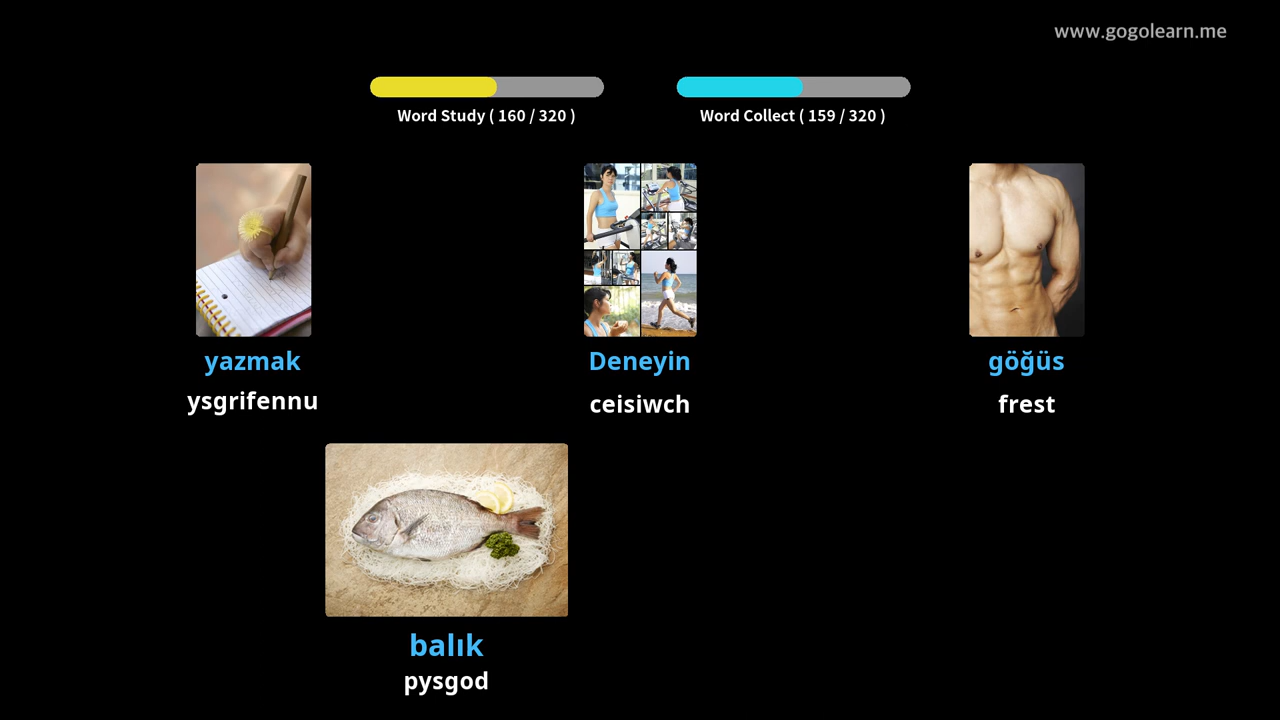 www.gogolearn.me
Word Study ( 160 / 320 )
Word Collect ( 159 / 320 )
yazmak
ysgrifennu
Deneyin
ceisiwch
göğüs
frest
balık
pysgod